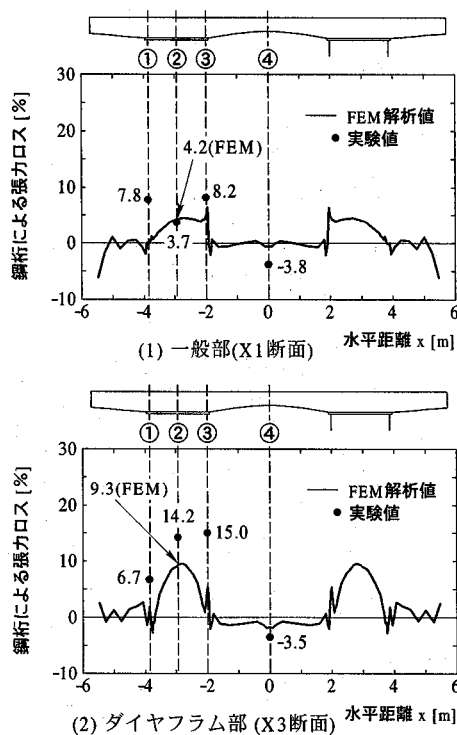 ① ② ③ ④
30
20
10
0
-10
鋼桁による張力ロス [%]
FEM解析値
実験値
4.2(FEM)
7.8
8.2
3.7
-3.8
-6 -4 -2 0 2 4 6
(1) 一般部(X1断面)
水平距離 x [m]
① ② ③ ④
30
20
10
0
-10
鋼桁による張力ロス [%]
FEM解析値
実験値
9.3(FEM)
14.2
15.0
6.7
-3.5
-6 -4 -2 0 2 4 6
(2) ダイヤフラム部 (X3断面)
水平距離 x [m]